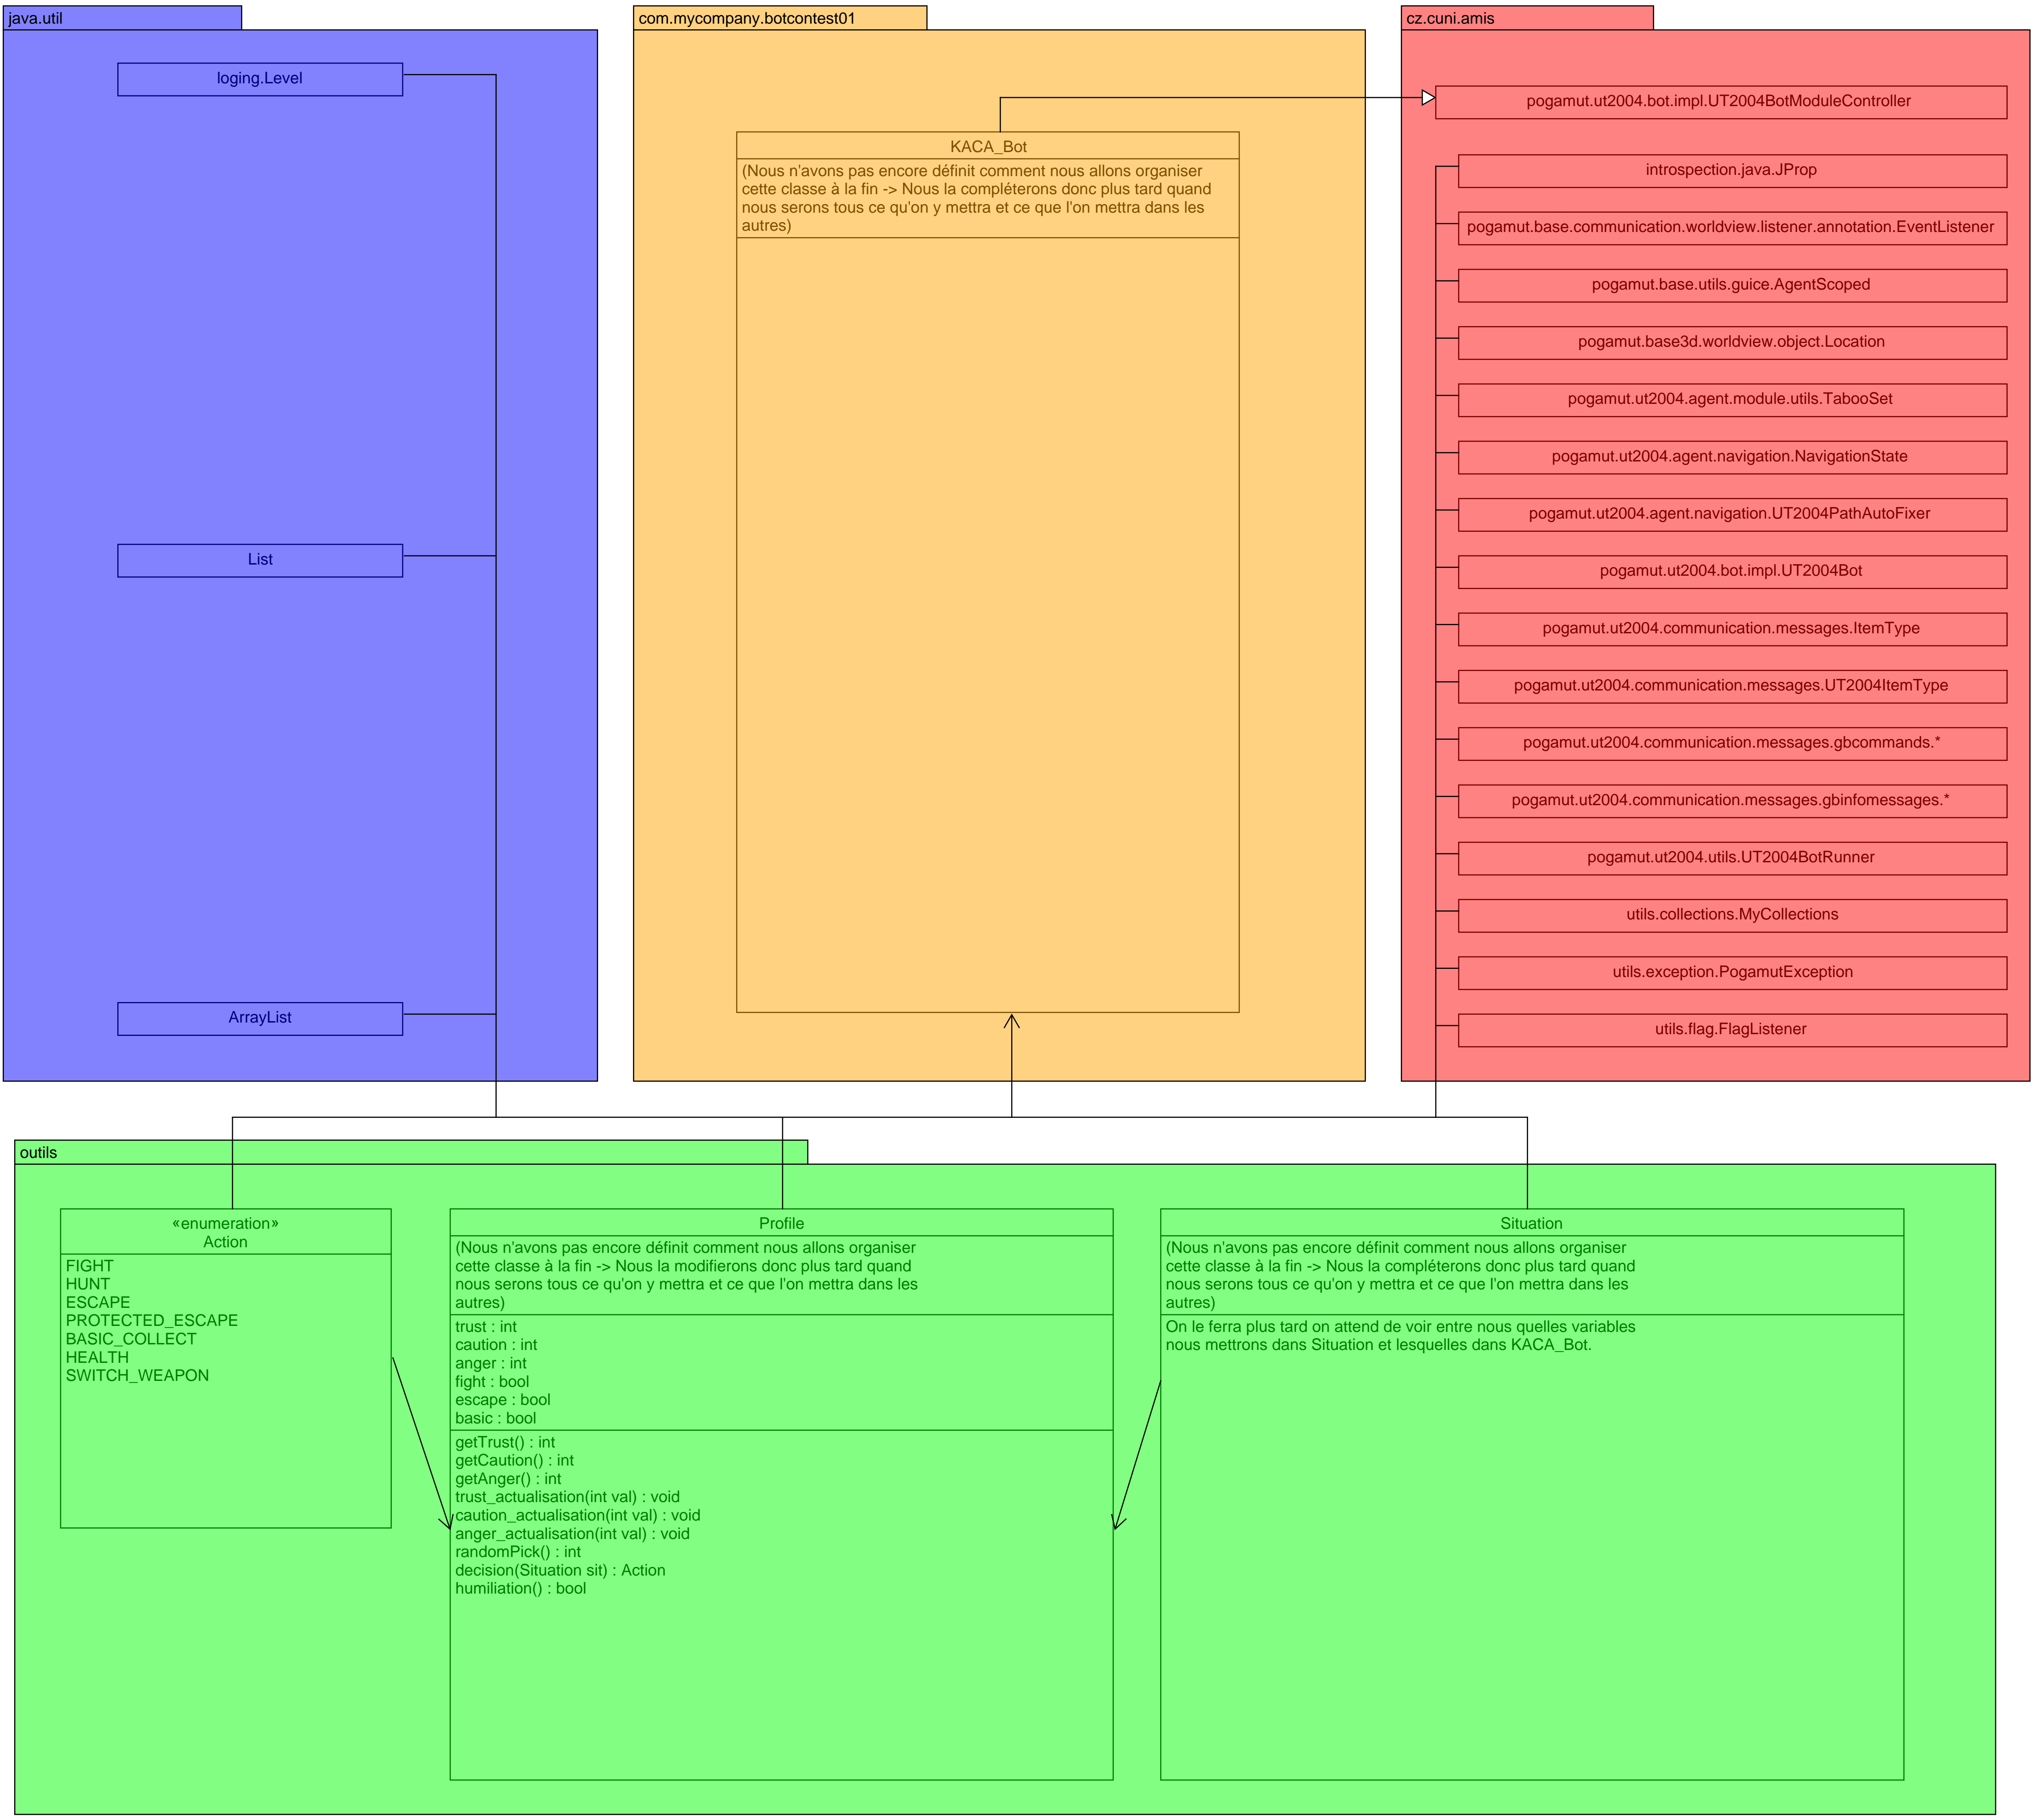 java.util
loging.Level
List
ArrayList
com.mycompany.botcontest01
KACA_Bot
(Nous n'avons pas encore définit comment nous allons organiser
cette classe à la fin -> Nous la compléterons donc plus tard quand
nous serons tous ce qu'on y mettra et ce que l'on mettra dans les
autres)
cz.cuni.amis
pogamut.ut2004.bot.impl.UT2004BotModuleController
introspection.java.JProp
pogamut.base.communication.worldview.listener.annotation.EventListener
pogamut.base.utils.guice.AgentScoped
pogamut.base3d.worldview.object.Location
pogamut.ut2004.agent.module.utils.TabooSet
pogamut.ut2004.agent.navigation.NavigationState
pogamut.ut2004.agent.navigation.UT2004PathAutoFixer
pogamut.ut2004.bot.impl.UT2004Bot
pogamut.ut2004.communication.messages.ItemType
pogamut.ut2004.communication.messages.UT2004ItemType
pogamut.ut2004.communication.messages.gbcommands.*
pogamut.ut2004.communication.messages.gbinfomessages.*
pogamut.ut2004.utils.UT2004BotRunner
utils.collections.MyCollections
utils.exception.PogamutException
utils.flag.FlagListener
outils
«enumeration»
Action
FIGHT
HUNT
ESCAPE
PROTECTED_ESCAPE
BASIC_COLLECT
HEALTH
SWITCH_WEAPON
Profile
(Nous n'avons pas encore définit comment nous allons organiser
cette classe à la fin -> Nous la modifierons donc plus tard quand
nous serons tous ce qu'on y mettra et ce que l'on mettra dans les
autres)
trust : int
caution : int
anger : int
fight : bool
escape : bool
basic : bool
getTrust() : int
getCaution() : int
getAnger() : int
trust_actualisation(int val) : void
caution_actualisation(int val) : void
anger_actualisation(int val) : void
randomPick() : int
decision(Situation sit) : Action
humiliation() : bool
Situation
(Nous n'avons pas encore définit comment nous allons organiser
cette classe à la fin -> Nous la compléterons donc plus tard quand
nous serons tous ce qu'on y mettra et ce que l'on mettra dans les
autres)
On le ferra plus tard on attend de voir entre nous quelles variables
nous mettrons dans Situation et lesquelles dans KACA_Bot.